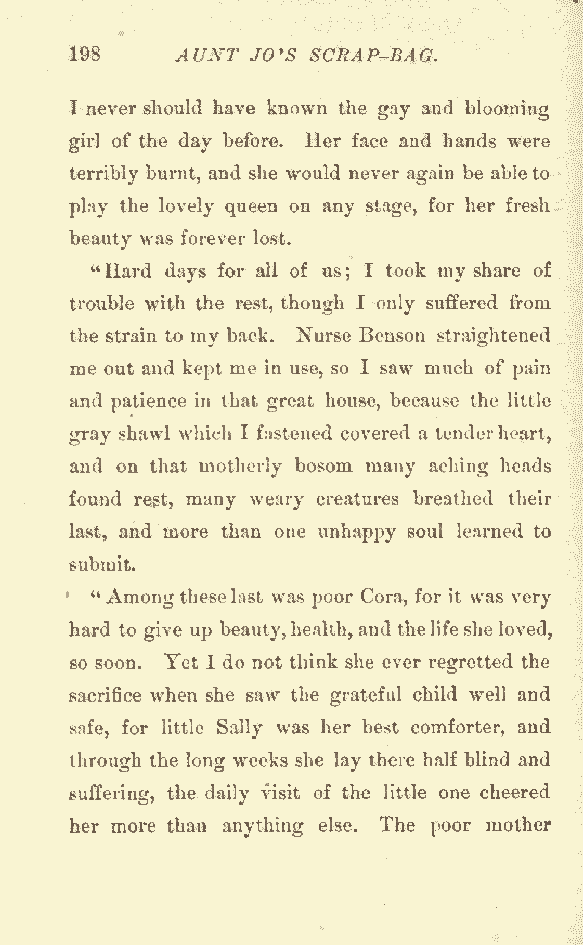 198 AUNT JO'S SCRAP-BAG.
I never should have known the gay and blooming
girl of the day before. Her face and hands were
terribly burnt, and she would never again be able to
play the lovely queen on any stage, for her fresh
beauty was forever lost.
"Hard days for all of us; I took my share of
trouble with the rest, though I only suffered from
the strain to my back. Nurse Benson straightened
me out and kept me in use, so I saw much of pain
and patience in that great house, because the little
gray shawl which I fastened covered a tender heart,
and on that motherly bosom many aching heads
found rest, many weary creatures breathed their
last, and more than one unhappy soul learned to
submit.
"Among these last was poor Cora, for it was very
hard to give up beauty, health, and the life she loved,
so soon. Yet I do not think she ever regretted the
sacrifice when she saw the grateful child well and
safe, for little Sally was her best comforter, and
through the long weeks she lay there half blind and
suffering, the daily visit of the little one cheered
her more than anything else. The poor mother